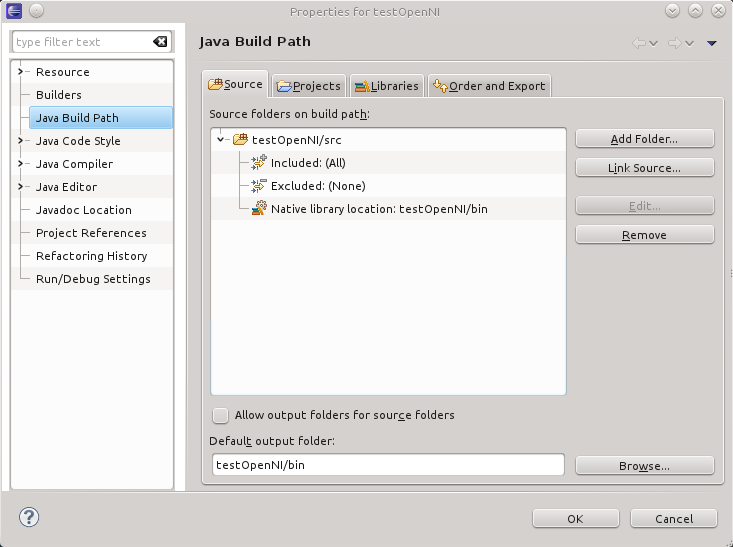 Properties for testOpenNI
type filter text
Resource
Builders
Java Build Path
Java Code Style
Java Compiler
Java Editor
Javadoc Location
Project References
Refactoring History
Run/Debug Settings
Java Build Path
Source Projects Libraries Order and Export
Source folders on build path:
testOpenNI/src
Included: (All)
Excluded: (None)
Native library location: testOpenNI/bin
Add Folder...
Link Source...
Edit...
Remove
Allow output folders for source folders
Default output folder:
testOpenNI/bin
Browse...
OK Cancel